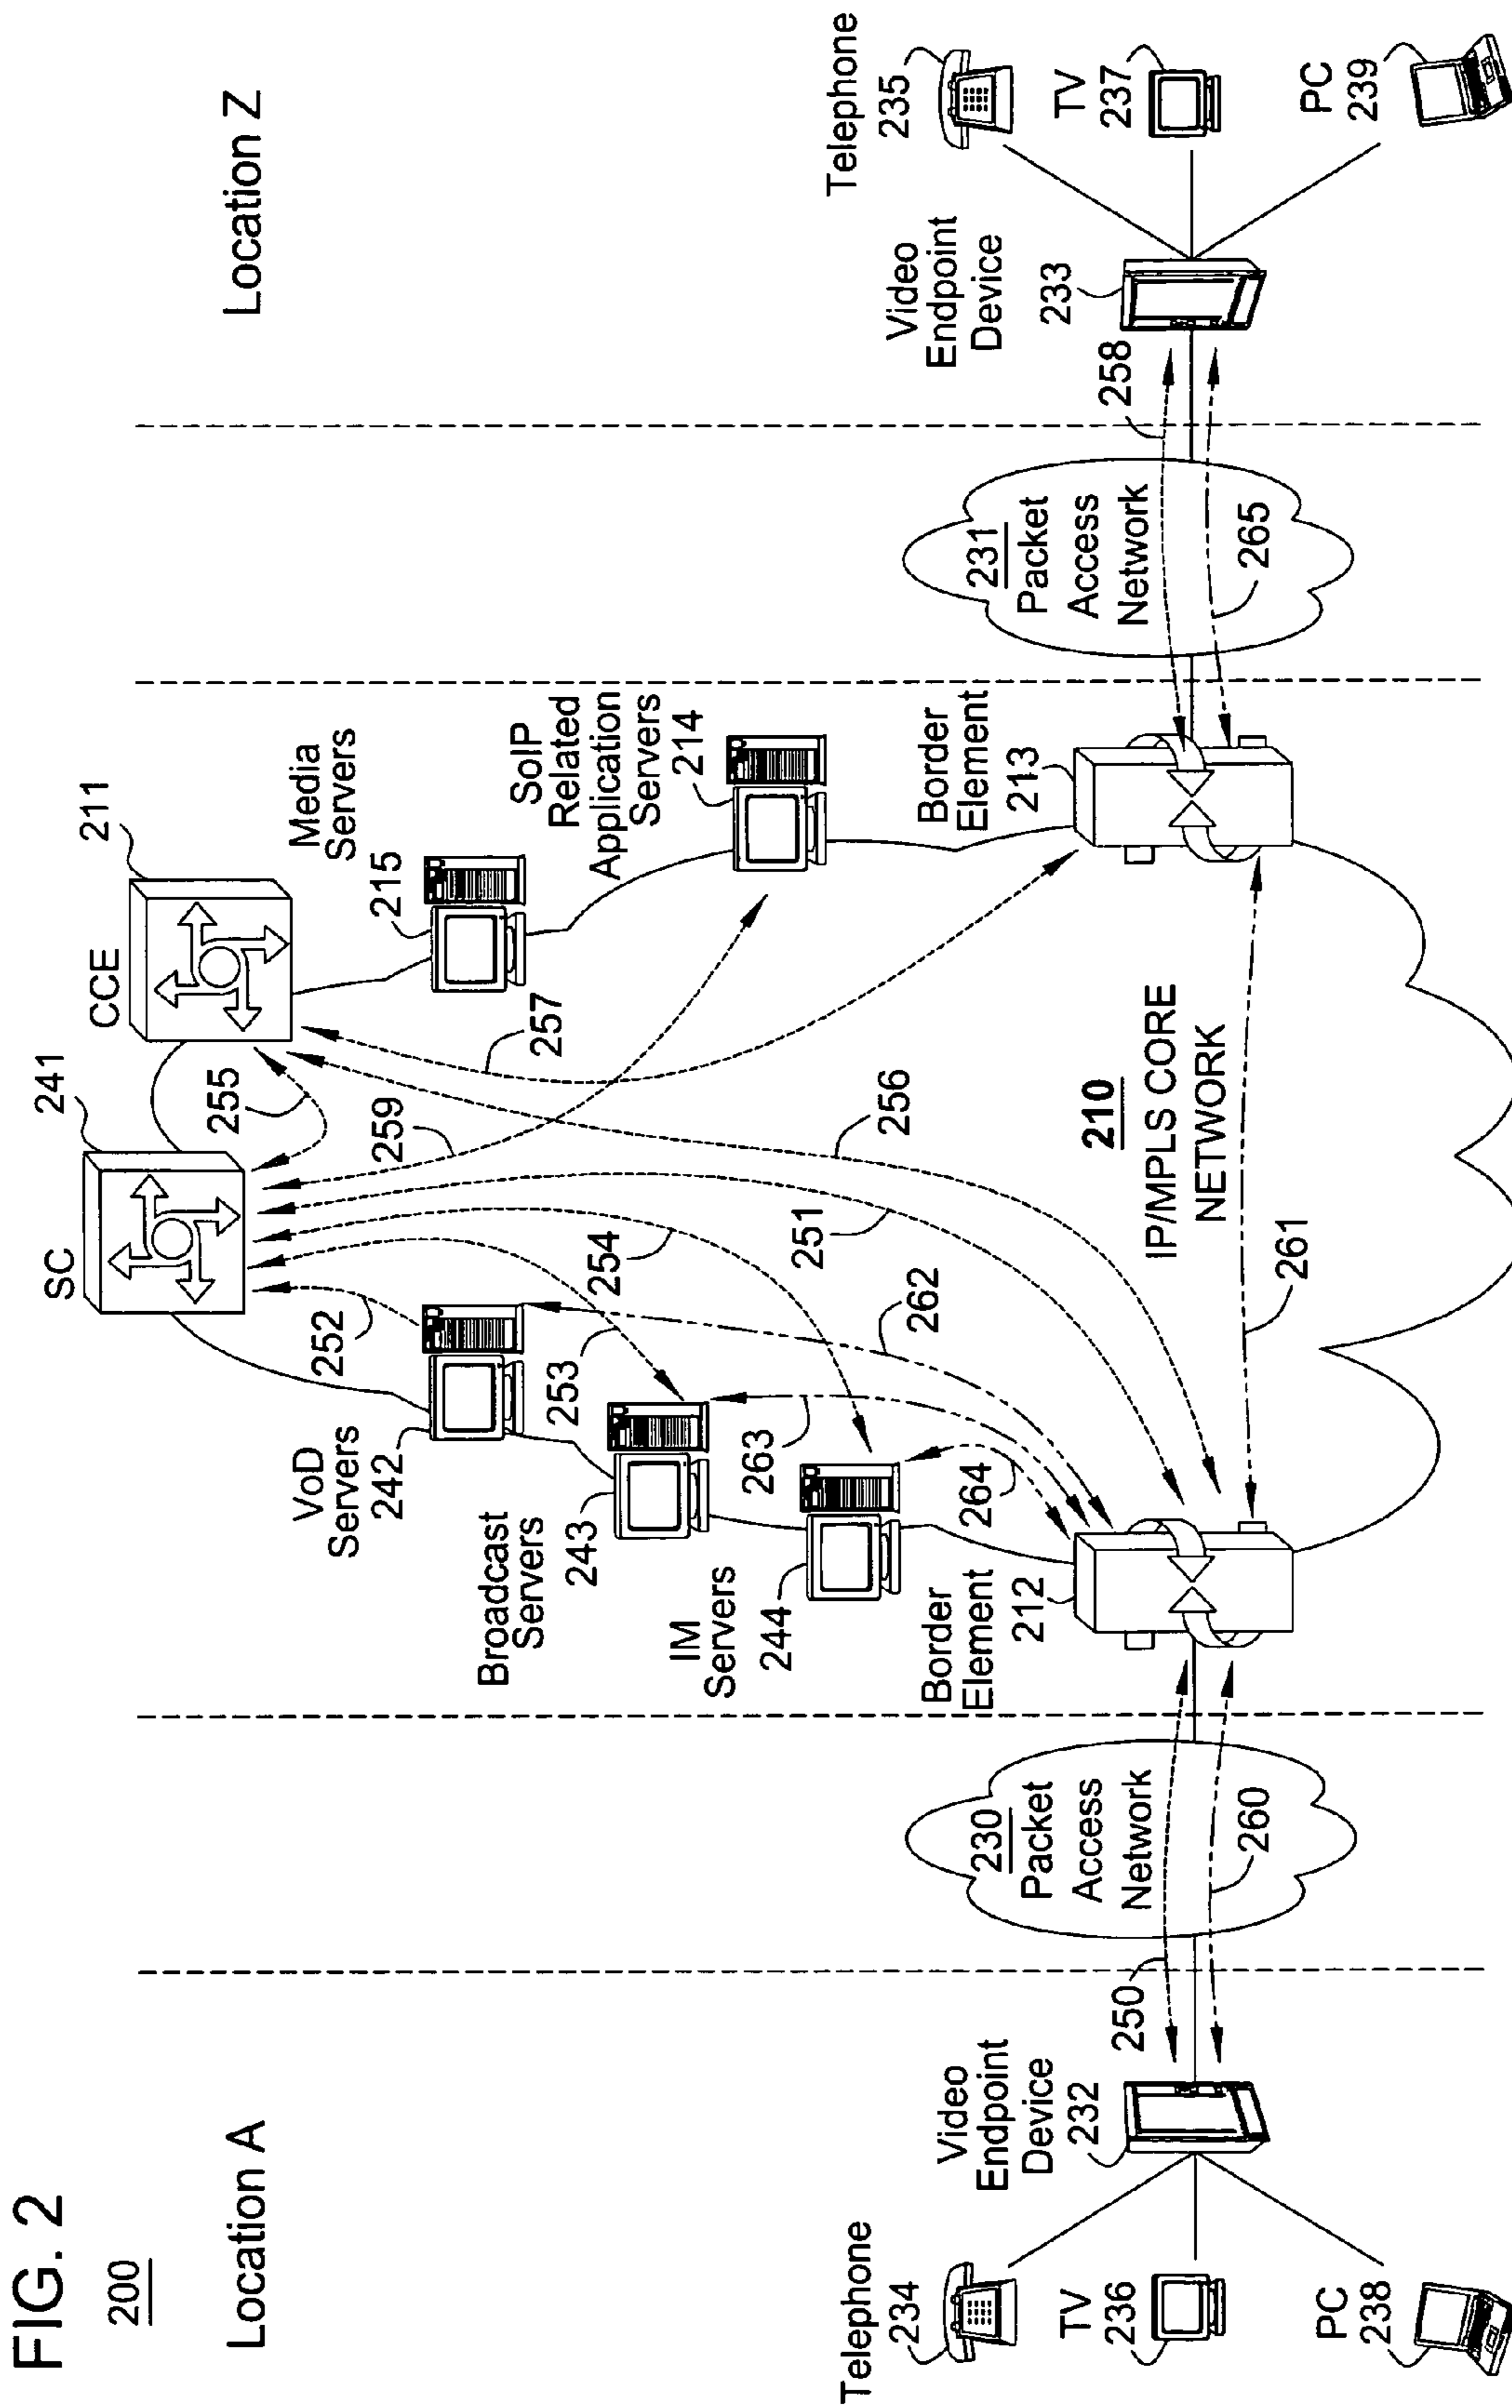 FIG. 2
200
Location A
Location Z
SC
241
CCE
211
255
252
VoD
Servers
242
253
254
259
257
Media
Servers
215
Broadcast
Servers
243
263
262
251
256
SoIP
Related
Application
Servers
214
IM
Servers
244
264
Border
Element
212
210
IP/MPLS CORE
NETWORK
261
Border
Element
213
230
Packet
Access
Network
250
260
231
Packet
Access
Network
258
265
Video
Endpoint
Device
232
Video
Endpoint
Device
233
Telephone
234
TV
236
PC
238
Telephone
235
TV
237
PC
239